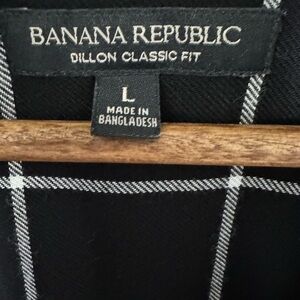 BANANA REPUBLIC
DILLON CLASSIC FIT
L
MADE IN
BANGLADESH